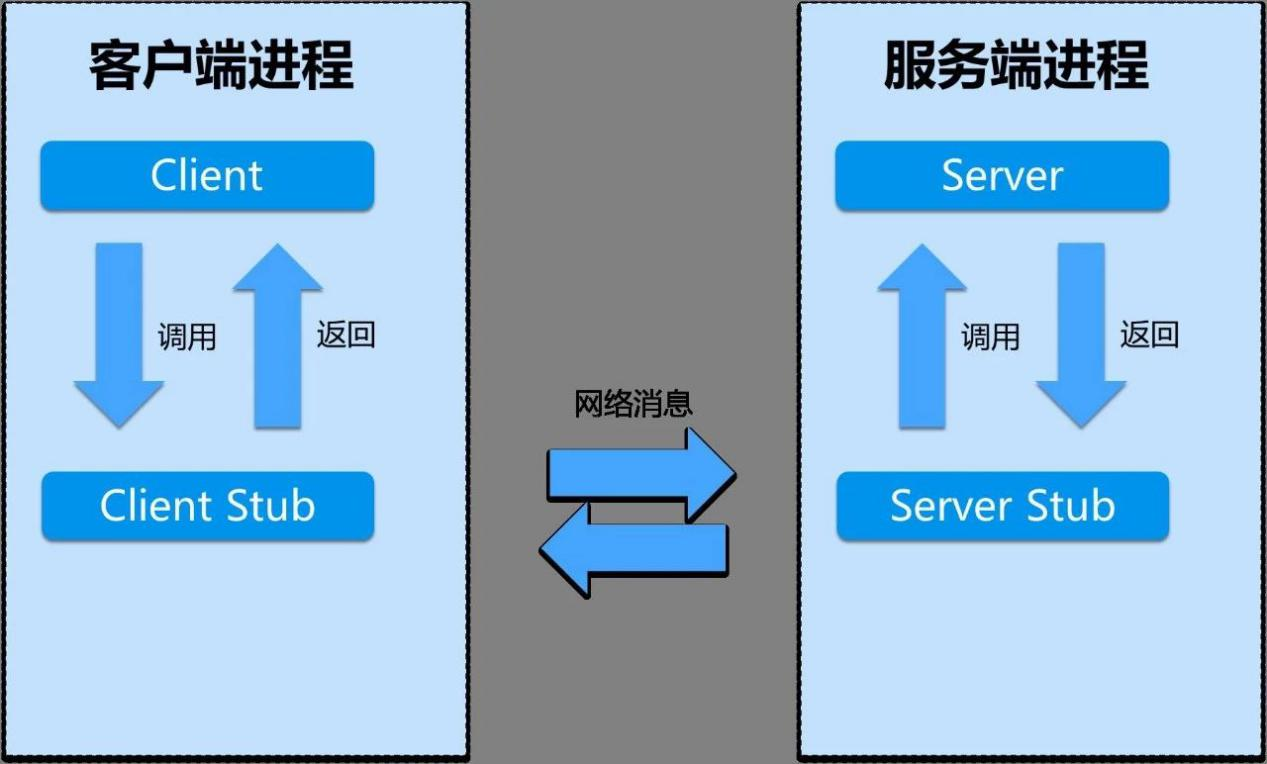 客户端进程
Client
调用
返回
Client Stub
网络消息
服务端进程
Server
调用
返回
Server Stub